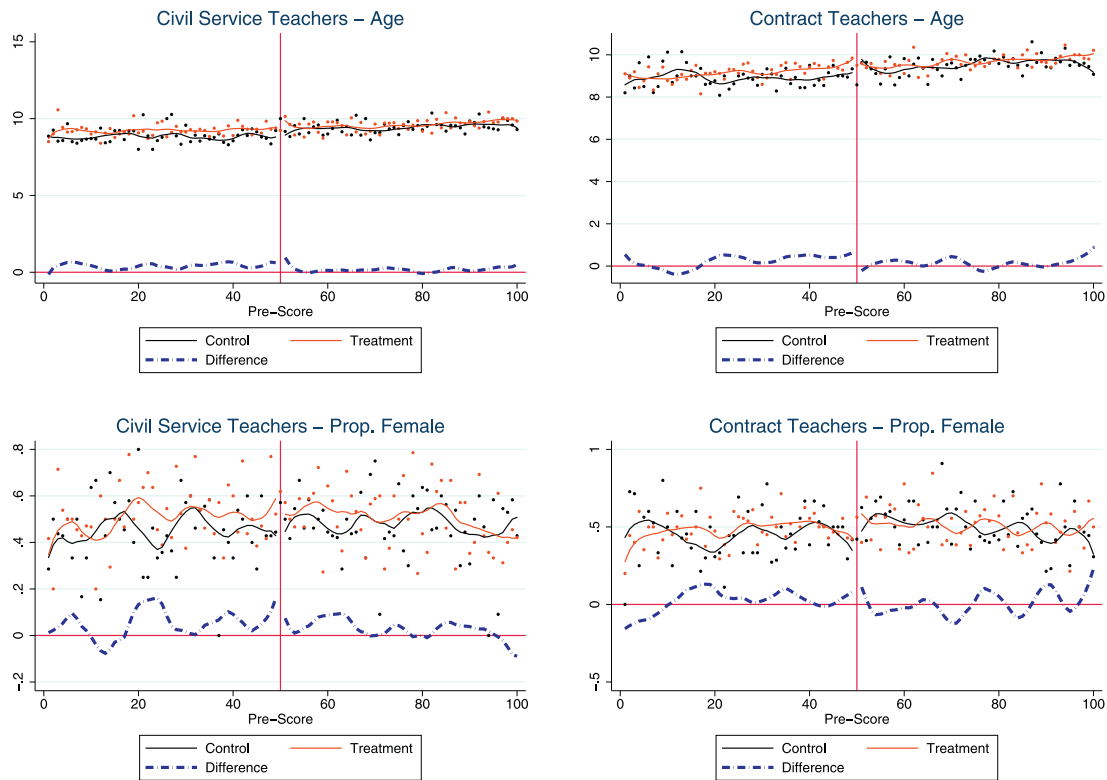 Civil Service Teachers – Age
15
10
5
0
0 20 40 60 80 100
Pre–Score
Control Treatment
Difference
Contract Teachers – Age
10
8
6
4
2
0
0 20 40 60 80 100
Pre–Score
Control Treatment
Difference
Civil Service Teachers – Prop. Female
.8
.6
.4
.2
0
–.2
0 20 40 60 80 100
Pre–Score
Control Treatment
Difference
Contract Teachers – Prop. Female
1
.5
0
–.5
0 20 40 60 80 100
Pre–Score
Control Treatment
Difference